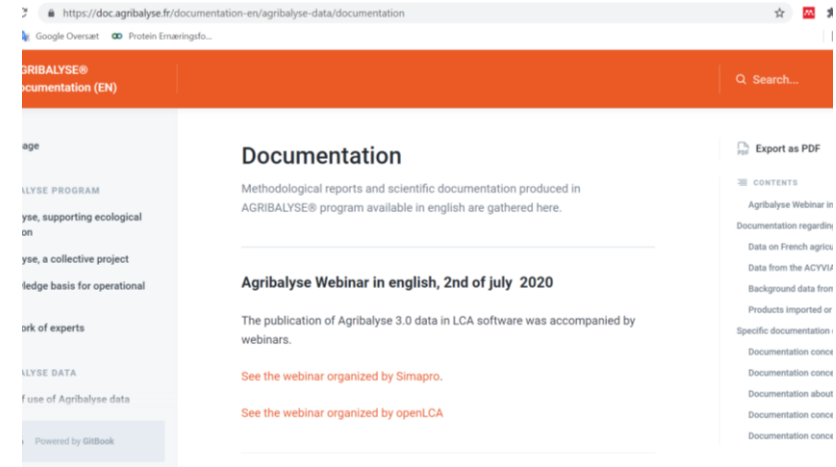 https://doc.agribalyse.fr/documentation-en/agribalyse-data/documentation
Google Oversæt Protein Ernæringsfo...
GRIBALYSE®
ocumentation (EN)
Search...
age
ALYSE PROGRAM
yse, supporting ecological
on
yse, a collective project
ledge basis for operational
ork of experts
ALYSE DATA
f use of Agribalyse data
Powered by GitBook
Documentation
Methodological reports and scientific documentation produced in
AGRIBALYSE® program available in english are gathered here.
Agribalyse Webinar in english, 2nd of july 2020
The publication of Agribalyse 3.0 data in LCA software was accompanied by
webinars.
See the webinar organized by Simapro.
See the webinar organized by openLCA
Export as PDF
CONTENTS
Agribalyse Webinar in
Documentation regarding
Data on French agricu
Data from the ACYVIA
Background data from
Products imported or
Specific documentation
Documentation conce
Documentation conce
Documentation about
Documentation conce
Documentation conce